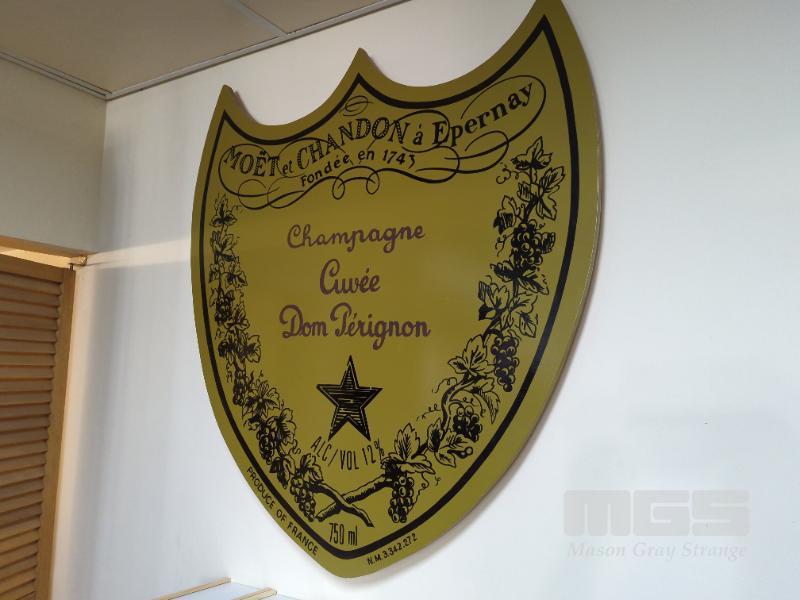 MOËT et CHANDON à Epernay
Fondée en 1743
Champagne
Cuvée
Dom Pérignon
ALC/VOL 12%
PRODUCE OF FRANCE
750 ml
N.M.3.342.272
MGS
Mason Gray Strange